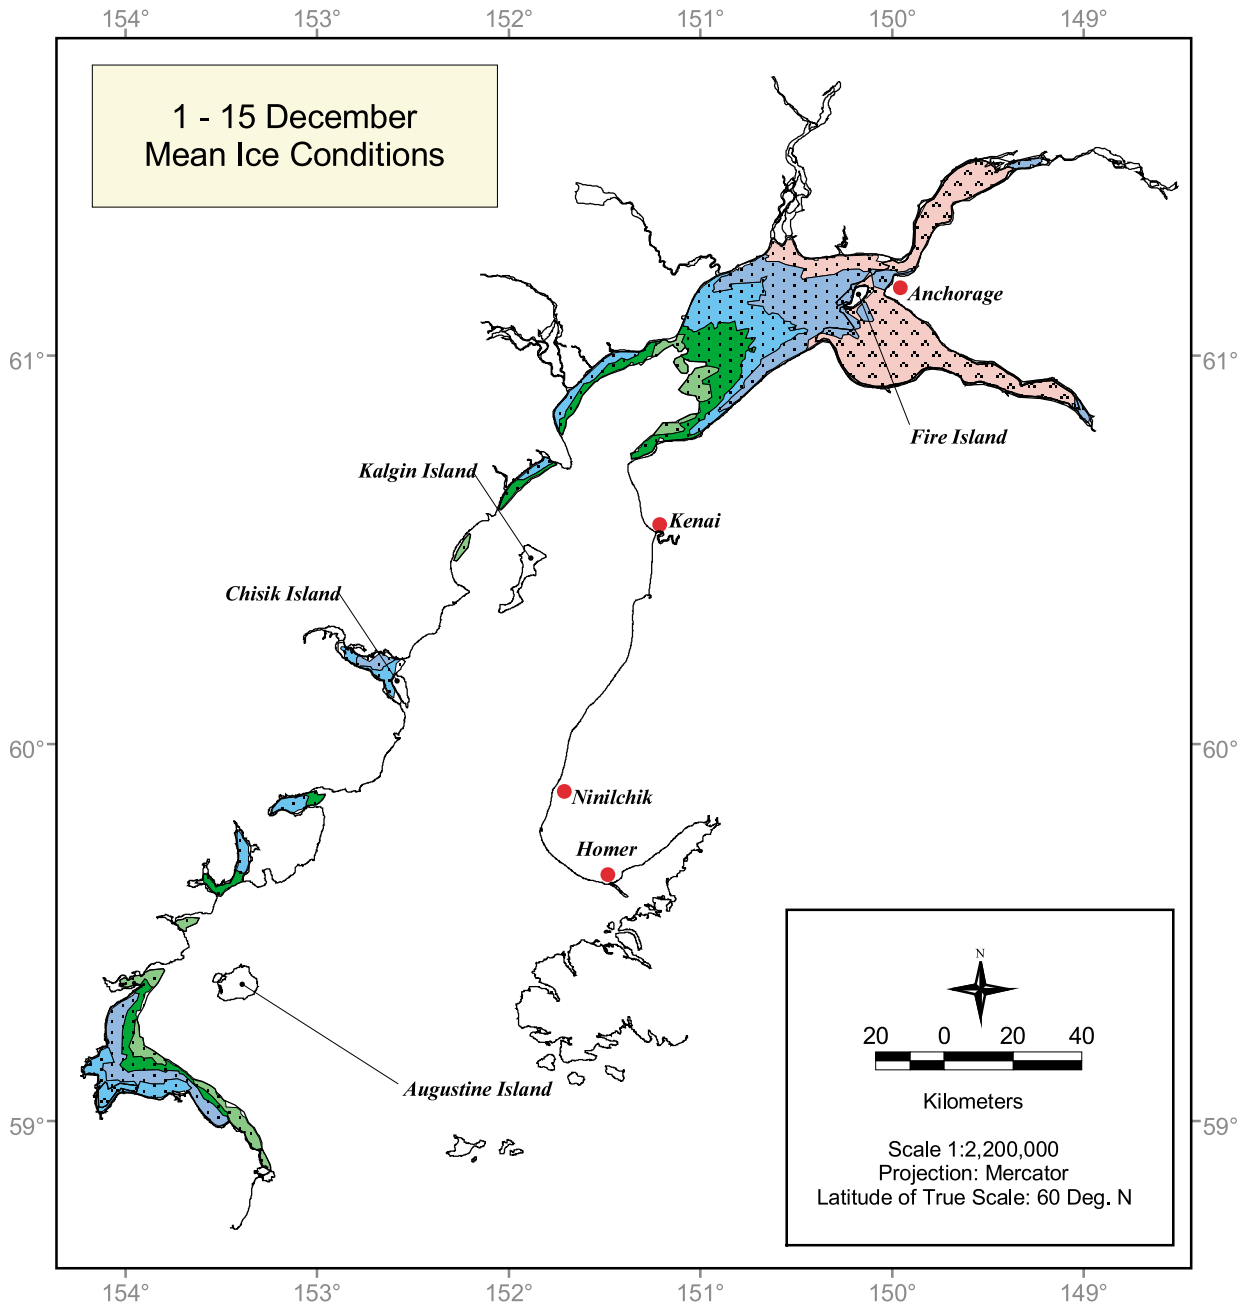 154° 153° 152° 151° 150° 149°
1 - 15 December
Mean Ice Conditions
Anchorage
61° 61°
Fire Island
Kalgin Island
Kenai
Chisik Island
60° 60°
Ninilchik
Homer
N
20 0 20 40
Augustine Island
Kilometers
59° 59°
Scale 1:2,200,000
Projection: Mercator
Latitude of True Scale: 60 Deg. N
154° 153° 152° 151° 150° 149°